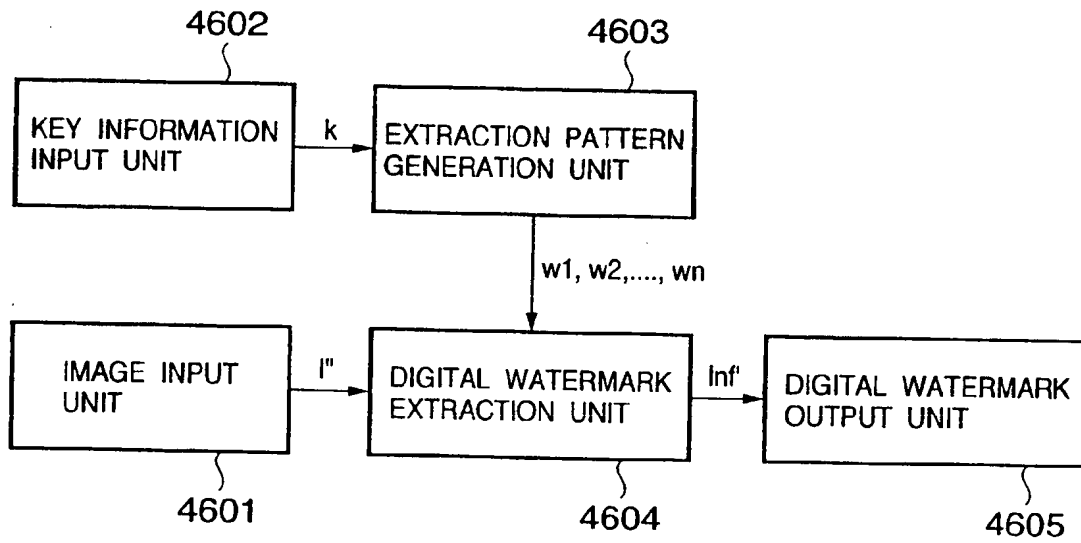 4602
4603
KEY INFORMATION
INPUT UNIT
k
EXTRACTION PATTERN
GENERATION UNIT
w1, w2,...., wn
IMAGE INPUT
UNIT
I"
DIGITAL WATERMARK
EXTRACTION UNIT
Inf'
DIGITAL WATERMARK
OUTPUT UNIT
4601
4604
4605